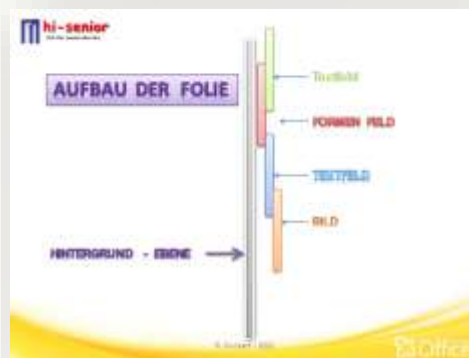 hi-senior
AUFBAU DER FOLIE
Textfeld
FORMEN FELD
TEXTFELD
BILD
HINTERGRUND - EBENE
Office